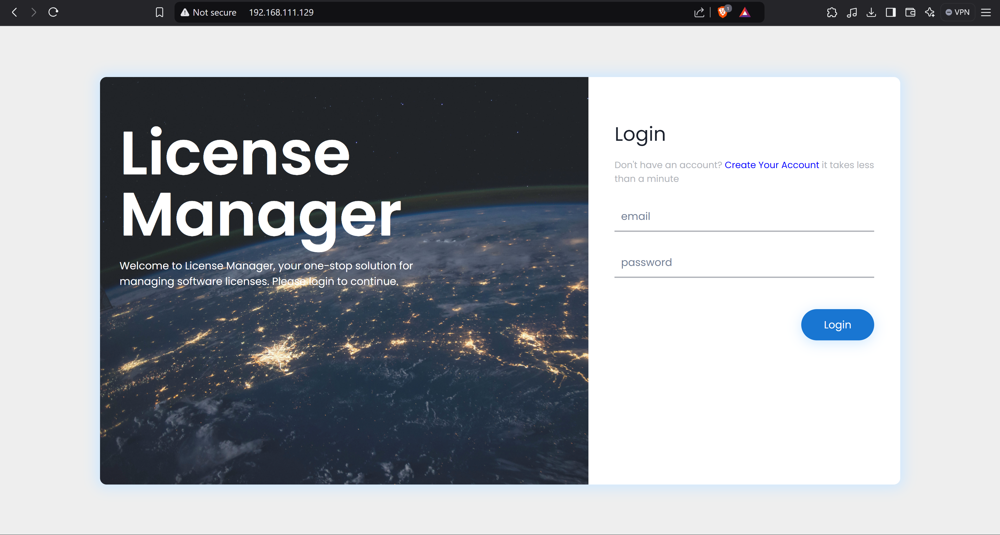 Not secure 192.168.111.129
1
VPN
License
Manager
Welcome to License Manager, your one-stop solution for
managing software licenses. Please login to continue.
Login
Don't have an account? Create Your Account it takes less
than a minute
email
password
Login